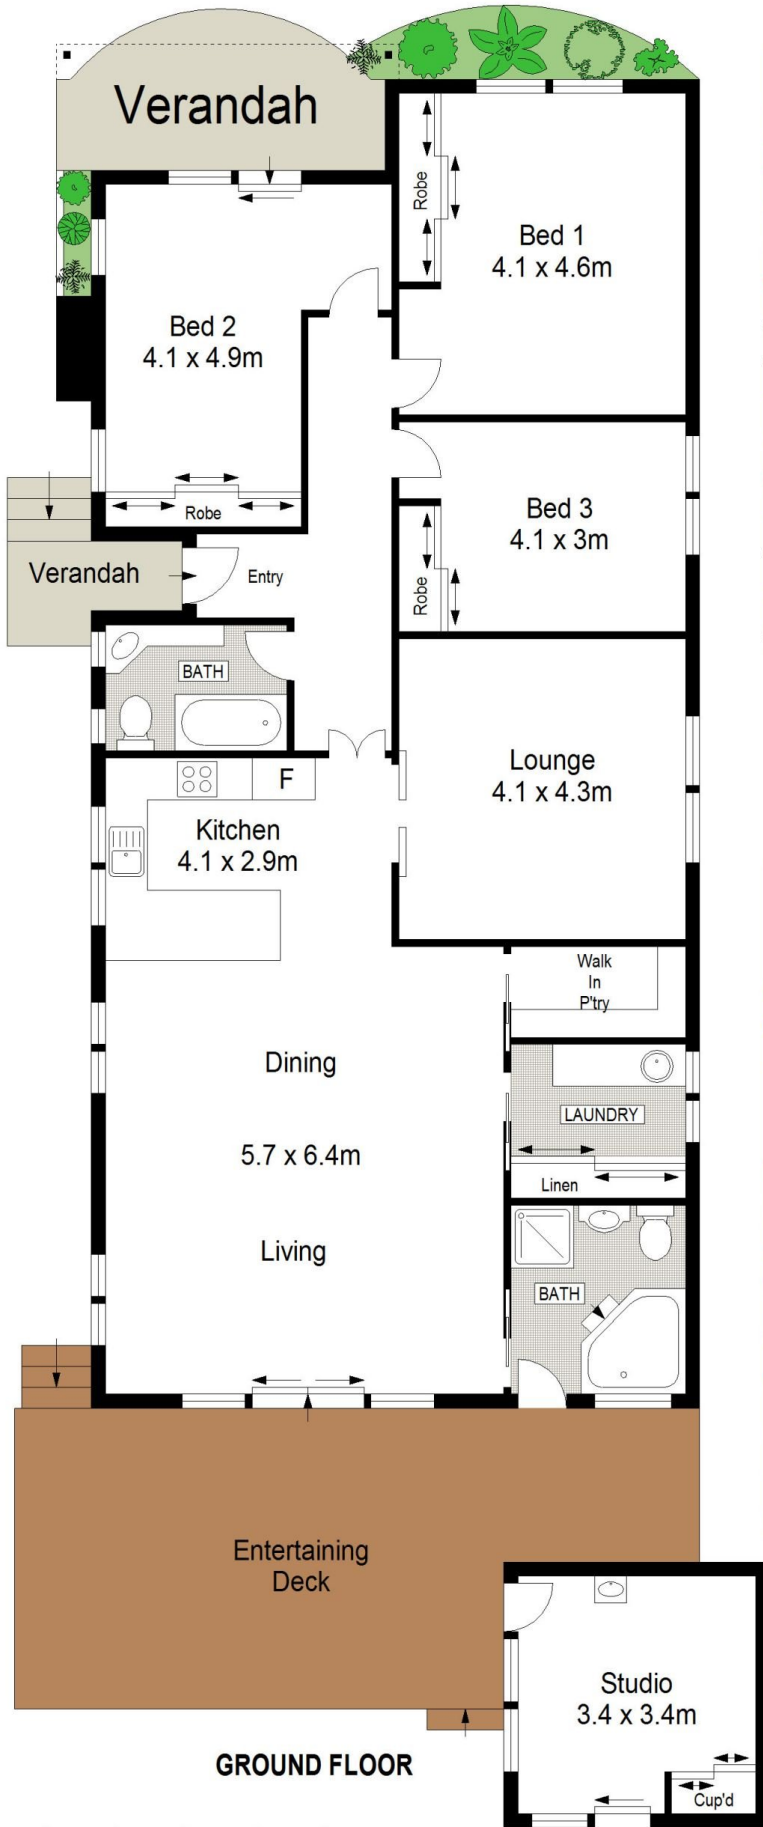 Verandah
Robe
Bed 1
4.1 x 4.6m
Bed 2
4.1 x 4.9m
Robe
Bed 3
4.1 x 3m
Robe
Verandah
Entry
BATH
Lounge
4.1 x 4.3m
F
Kitchen
4.1 x 2.9m
Walk
In
P'try
Dining
5.7 x 6.4m
Living
LAUNDRY
Linen
BATH
Entertaining
Deck
Studio
3.4 x 3.4m
Cup'd
GROUND FLOOR